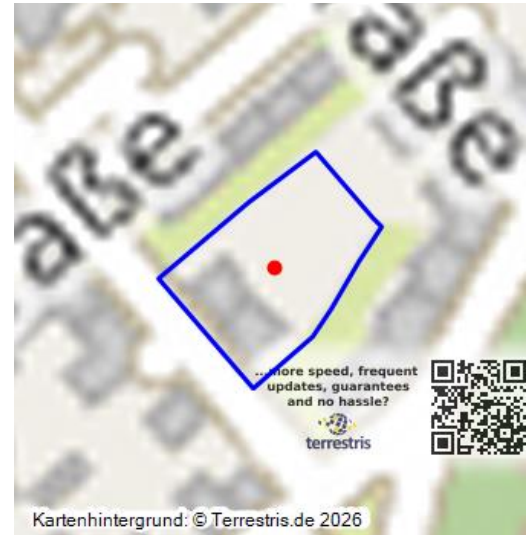 aße
aße
...more speed, frequent
updates, guarantees
and no hassle?
terrestris
Kartenhintergrund: © Terrestris.de 2026